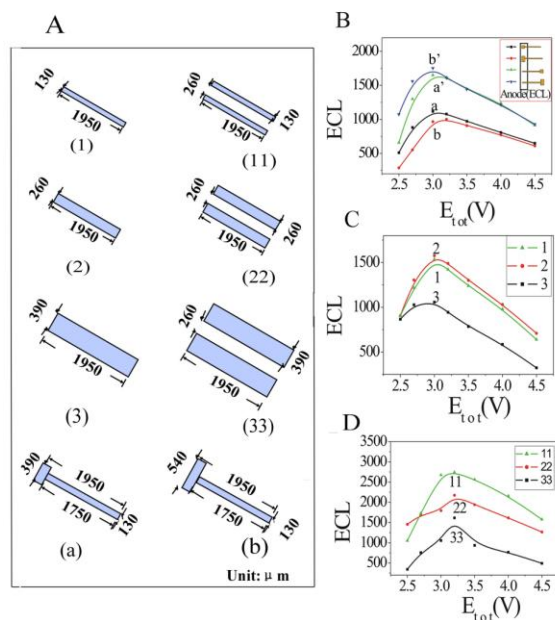 A
130
1950
(1)
260
1950
130
(11)
260
1950
(2)
260
1950
260
(22)
390
1950
(3)
260
1950
390
(33)
390
1950
1750
130
(a)
540
1950
1750
130
(b)
Unit: μ m
B
ECL
2000
1500
1000
500
b'
a'
a
b
Anode(ECL)
2.5 3.0 3.5 4.0 4.5
E tot (V)
C
ECL
1500
1000
500
2
1
3
1
2
3
2.5 3.0 3.5 4.0 4.5
E tot (V)
D
ECL
3500
3000
2500
2000
1500
1000
500
11
22
33
11
22
33
2.5 3.0 3.5 4.0 4.5
E tot (V)